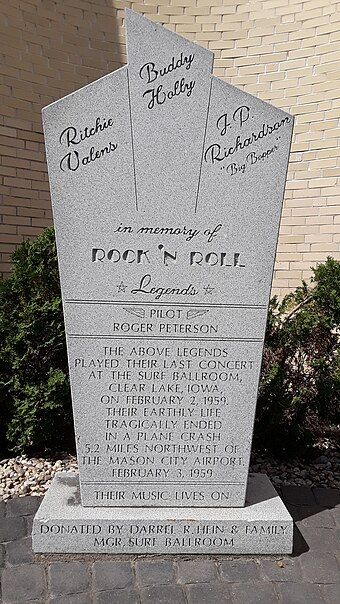 Ritchie
Valens
Buddy
Holly
J.P.
Richardson
"Big Bopper"
in memory of
ROCK 'N ROLL
☆ Legends ☆
PILOT
ROGER PETERSON
THE ABOVE LEGENDS
PLAYED THEIR LAST CONCERT
AT THE SURF BALLROOM,
CLEAR LAKE, IOWA
ON FEBRUARY 2, 1959.
THEIR EARTHLY LIFE
TRAGICALLY ENDED
IN A PLANE CRASH
5.2 MILES NORTHWEST OF
THE MASON CITY AIRPORT,
FEBRUARY 3, 1959
THEIR MUSIC LIVES ON
DONATED BY DARREL R. HEIN & FAMILY
MGR. SURF BALLROOM